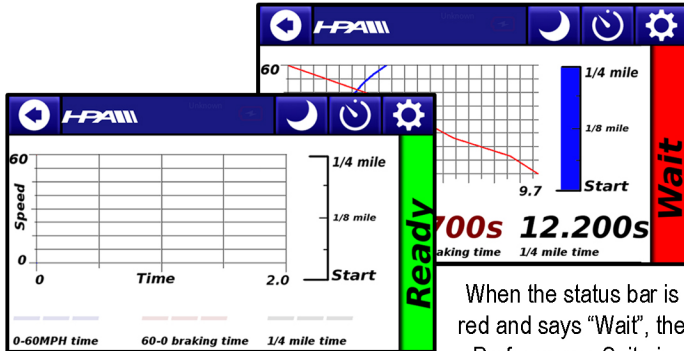 HPA
60
1/4 mile
1/8 mile
Start
9.7
Wait
700s 12.200s
aking time 1/4 mile time
HPA
60
Speed
0
0 Time 2.0
1/4 mile
1/8 mile
Start
Ready
0-60MPH time 60-0 braking time 1/4 mile time
When the status bar is
red and says “Wait”, the